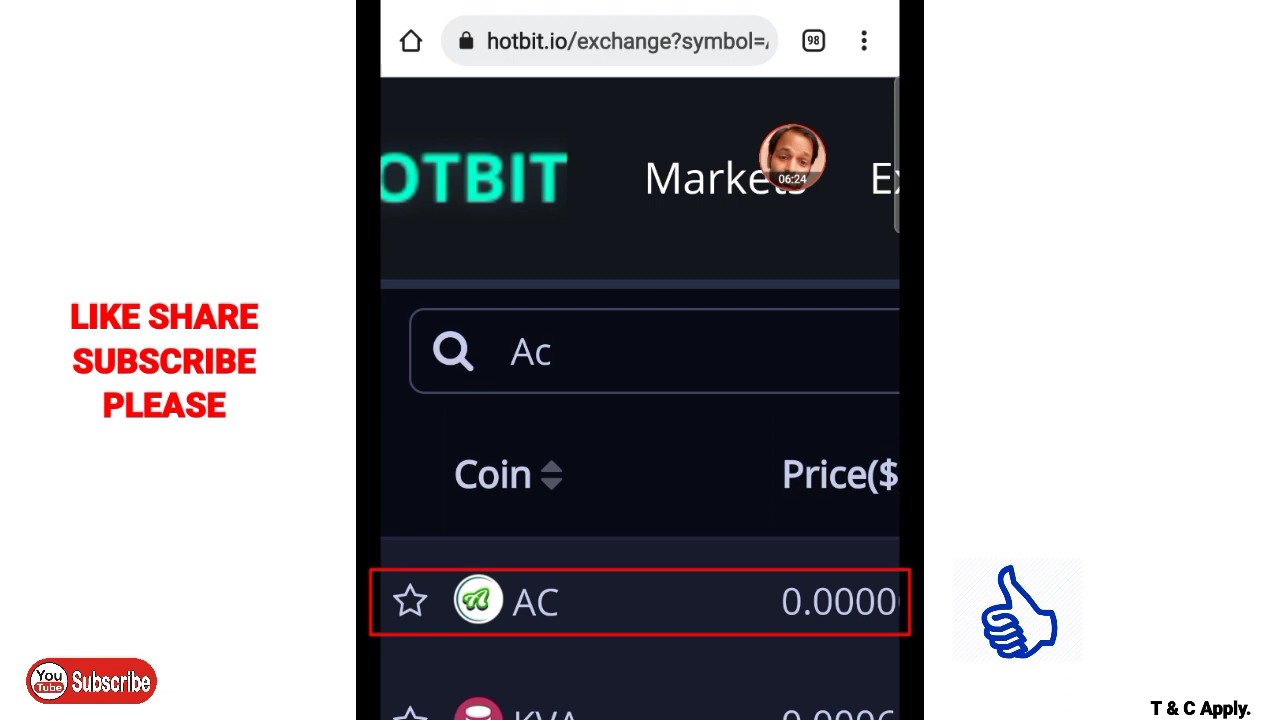 hotbit.io/exchange?symbol=
98
OTBIT
Markets
06:24
Ac
Coin
Price($
AC
0.0000
LIKE SHARE
SUBSCRIBE
PLEASE
You
Tube
Subscribe
T & C Apply.